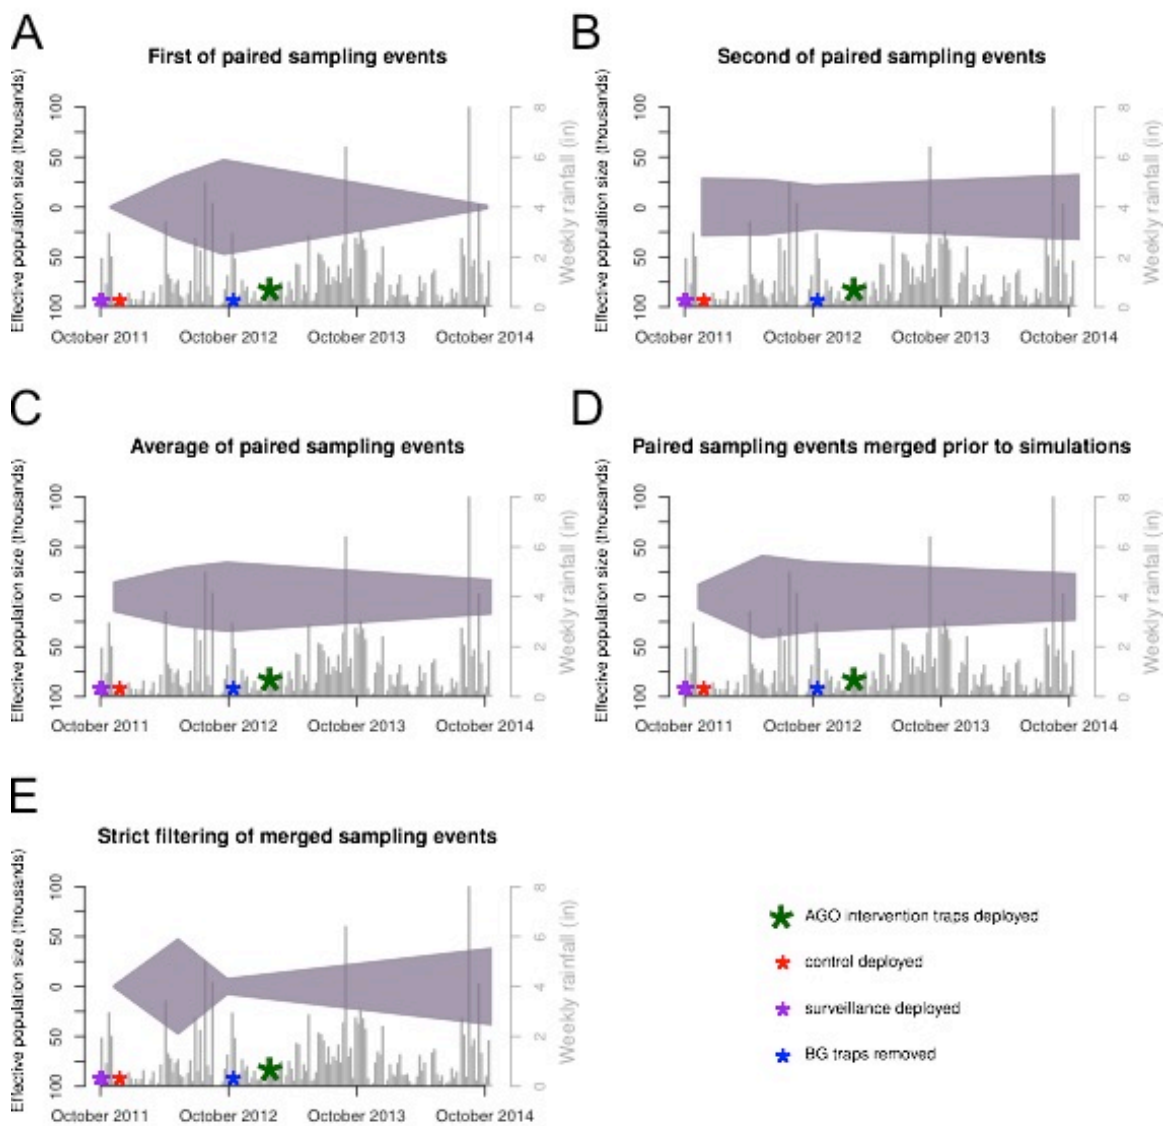 A
First of paired sampling events
Effective population size (thousands)
100
50
0
50
100
8
6
4
2
0
Weekly rainfall (in)
October 2011
October 2012
October 2013
October 2014
B
Second of paired sampling events
Effective population size (thousands)
100
50
0
50
100
8
6
4
2
0
Weekly rainfall (in)
October 2011
October 2012
October 2013
October 2014
C
Average of paired sampling events
Effective population size (thousands)
100
50
0
50
100
8
6
4
2
0
Weekly rainfall (in)
October 2011
October 2012
October 2013
October 2014
D
Paired sampling events merged prior to simulations
Effective population size (thousands)
100
50
0
50
100
8
6
4
2
0
Weekly rainfall (in)
October 2011
October 2012
October 2013
October 2014
E
Strict filtering of merged sampling events
Effective population size (thousands)
100
50
0
50
100
8
6
4
2
0
Weekly rainfall (in)
October 2011
October 2012
October 2013
October 2014
AGO intervention traps deployed
control deployed
surveillance deployed
BG traps removed